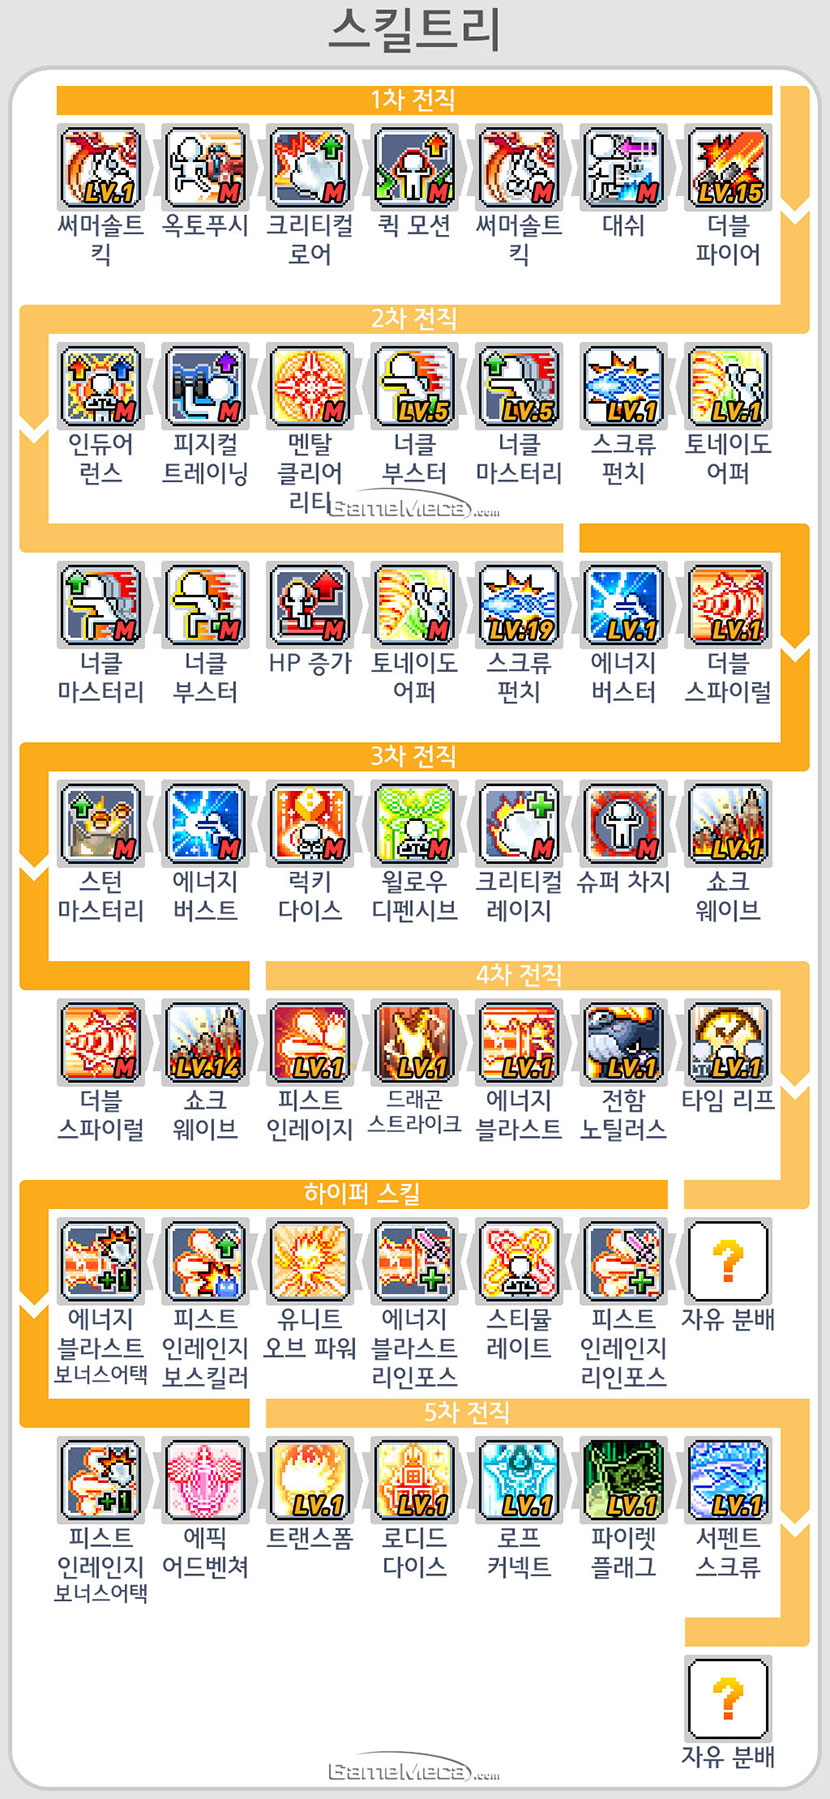 스킬트리
1차 전직
LV.1 M M M M M LV.15
써머솔트 옥토푸시 크리티컬 퀵 모션 써머솔트 대쉬 더블
킥 로어 킥 파이어
2차 전직
M M M LV.5 LV.5 LV.1 LV.1
인듀어 피지컬 멘탈 너클 너클 스크류 토네이도
런스 트레이닝 클리어 부스터 마스터리 펀치 어퍼
리티
GameMeca.com
M M M M LV.19 LV.1 LV.1
너클 너클 HP 증가 토네이도 스크류 에너지 더블
마스터리 부스터 어퍼 펀치 버스터 스파이럴
3차 전직
M M M M M M LV.1
스턴 에너지 럭키 윌로우 크리티컬 슈퍼 차지 쇼크
마스터리 버스트 다이스 디펜시브 레이지 웨이브
4차 전직
M LV.14 LV.1 LV.1 LV.1 LV.1 LV.1
더블 쇼크 피스트 드래곤 에너지 전함 타임 리프
스파이럴 웨이브 인레이지 스트라이크 블라스트 노틸러스
하이퍼 스킬
+1 ?
에너지 피스트 유니트 에너지 스티뮬 피스트 자유 분배
블라스트 인레인지 오브 파워 블라스트 레이트 인레인지
보너스어택 보스킬러 리인포스 리인포스
5차 전직
+1 LV.1 LV.1 LV.1 LV.1 LV.1
피스트 에픽 트랜스폼 로디드 로프 파이렛 서펜트
인레인지 어드벤쳐 다이스 커넥트 플래그 스크류
보너스어택
?
자유 분배
GameMeca.com